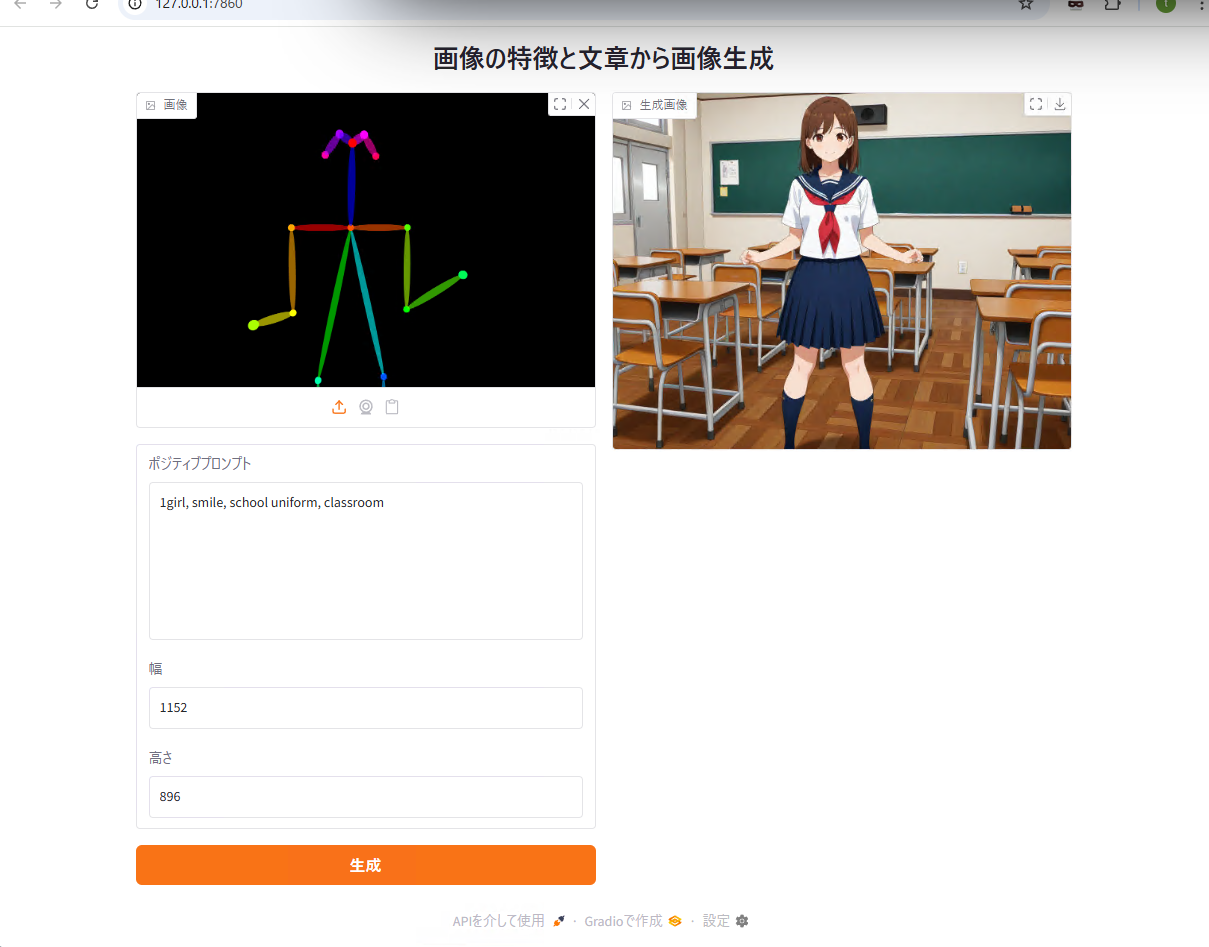 127.0.0.1:7860
画像の特徴と文章から画像生成
画像
生成画像
ポジティブプロンプト
1girl, smile, school uniform, classroom
幅
1152
高さ
896
生成
APIを介して使用 · Gradioで作成 · 設定